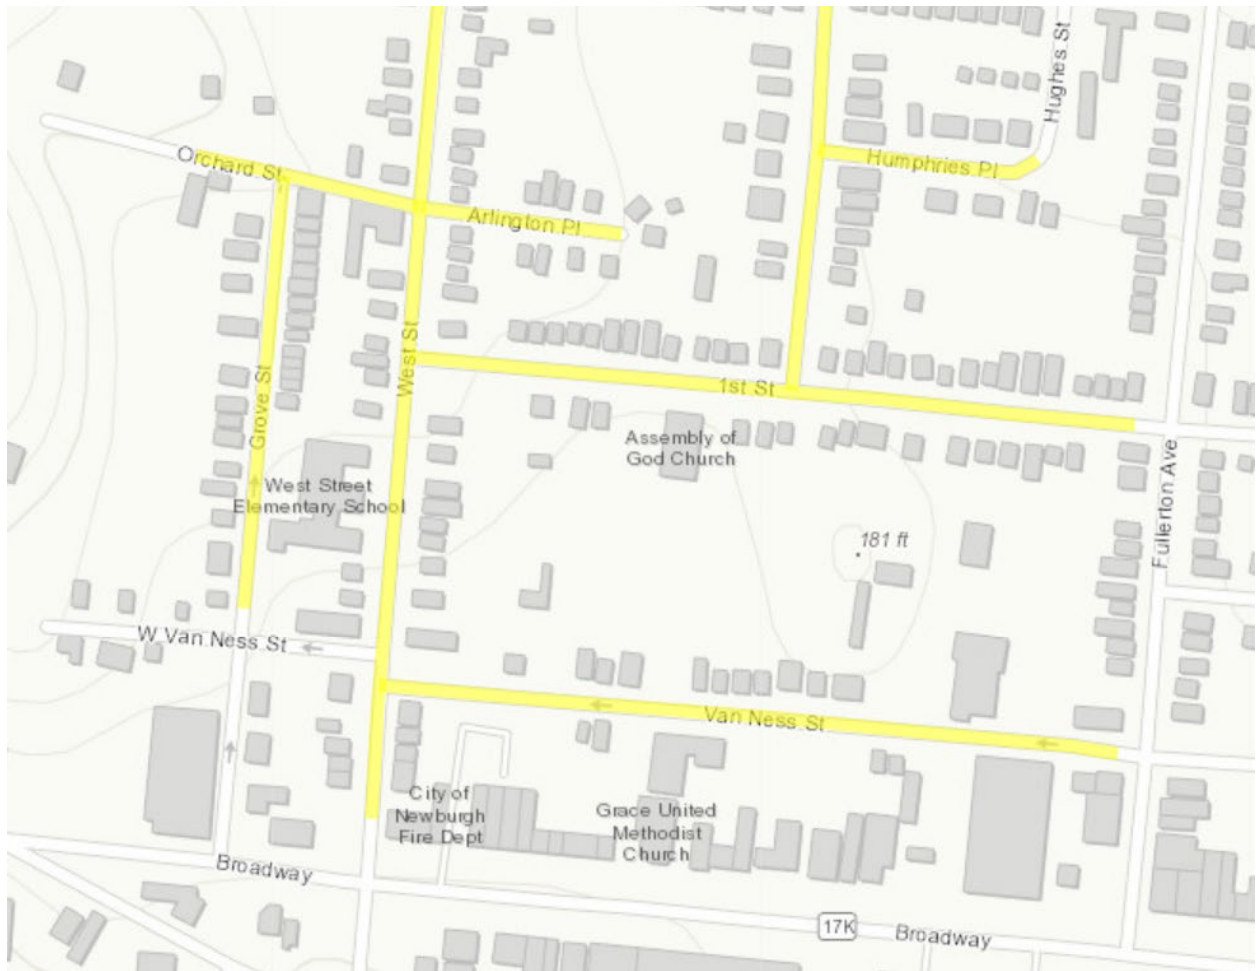 Hughes St
Orchard St
Humphries Pl
Arlington Pl
West St
1st St
Grove St
Assembly of
God Church
Fullerton Ave
West Street
Elementary School
181 ft
W Van Ness St
Van Ness St
City of
Newburgh
Fire Dept
Grace United
Methodist
Church
Broadway
17K
Broadway